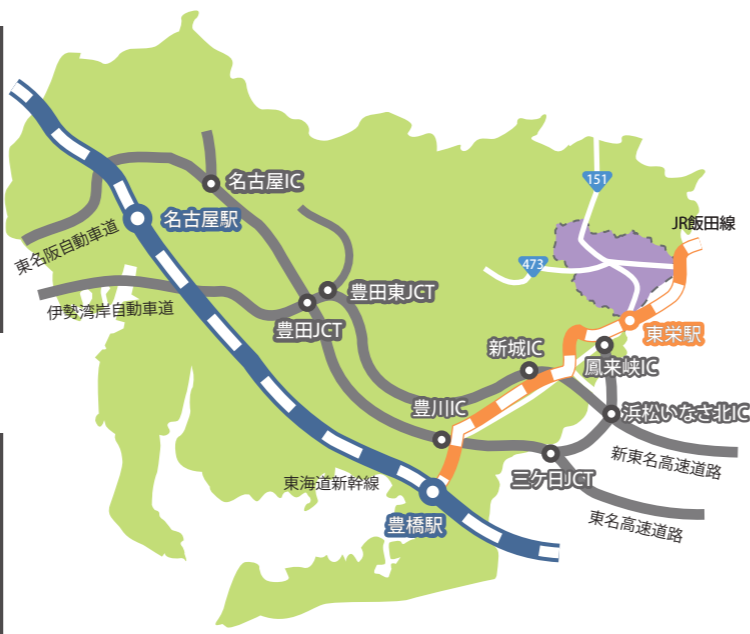 151
JR飯田線
名古屋IC
名古屋駅
東名阪自動車道
473
豊田東JCT
伊勢湾岸自動車道
豊田JCT
東栄駅
新城IC
鳳来峡IC
豊川IC
浜松いなさ北IC
新東名高速道路
三ケ日JCT
東海道新幹線
豊橋駅
東名高速道路